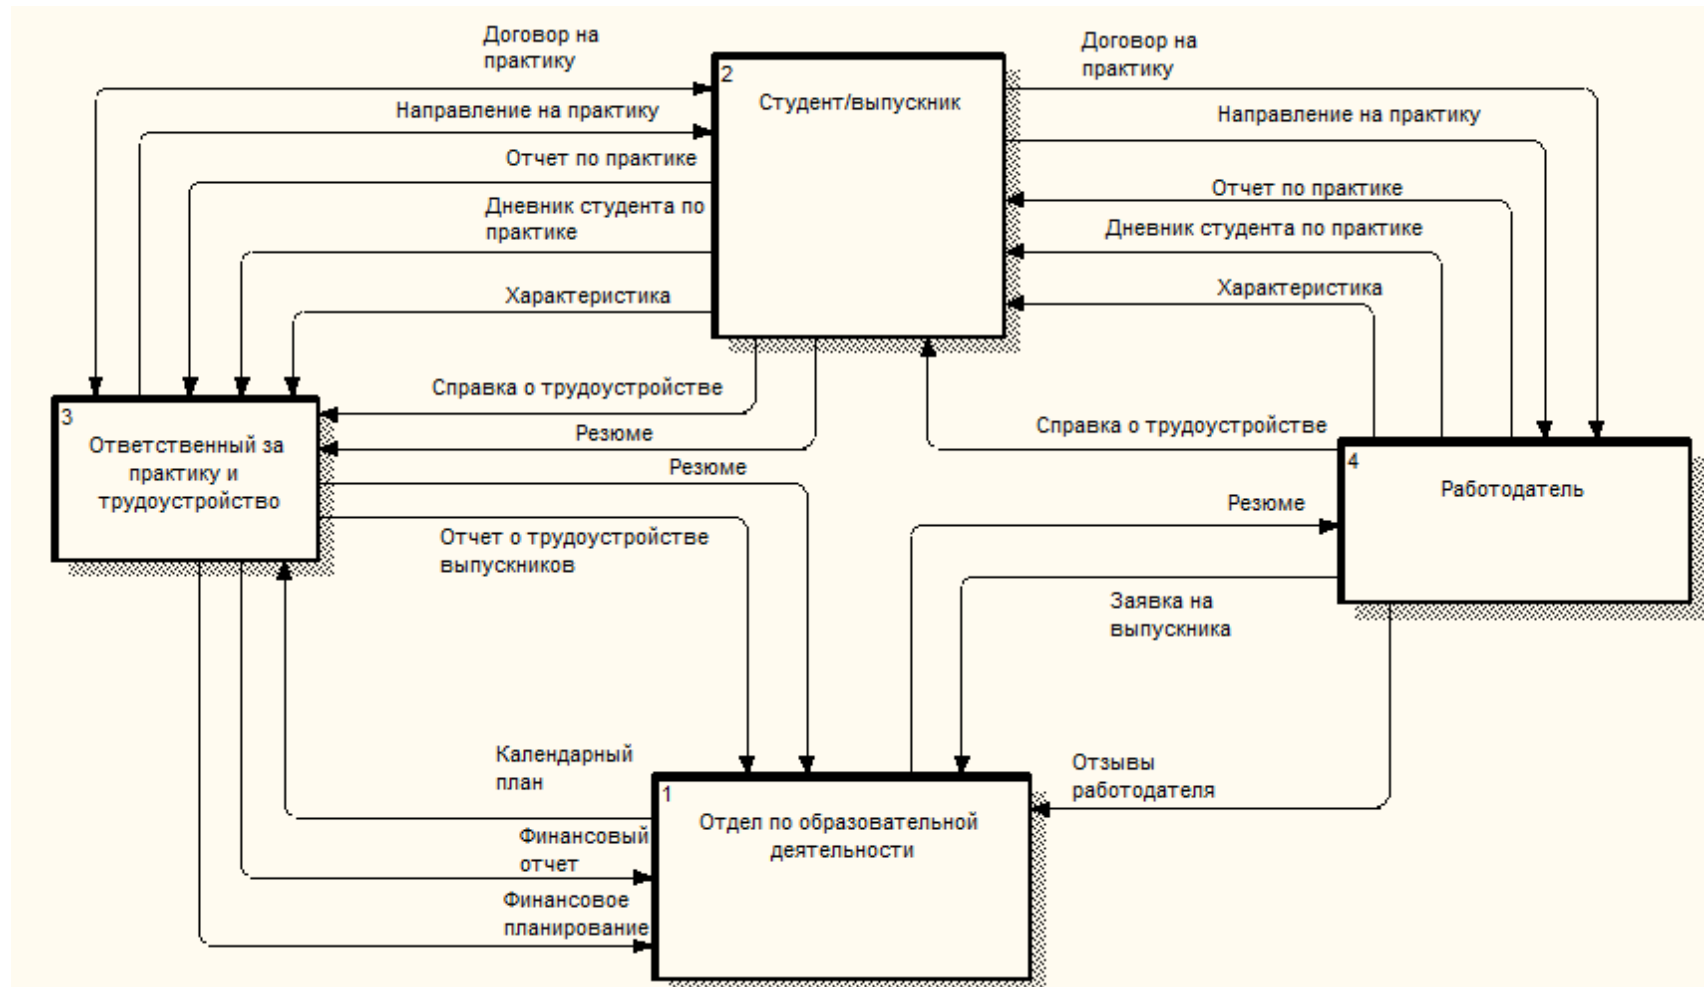 Договор на
практику
Договор на
практику
2
Студент/выпускник
Направление на практику
Направление на практику
Отчет по практике
Отчет по практике
Дневник студента по
практике
Дневник студента по практике
Характеристика
Характеристика
Справка о трудоустройстве
Справка о трудоустройстве
3
Ответственный за
практику и
трудоустройство
Резюме
Резюме
4
Работодатель
Резюме
Отчет о трудоустройстве
выпускников
Заявка на
выпускника
Календарный
план
Отзывы
работодателя
1
Отдел по образовательной
деятельности
Финансовый
отчет
Финансовое
планирование